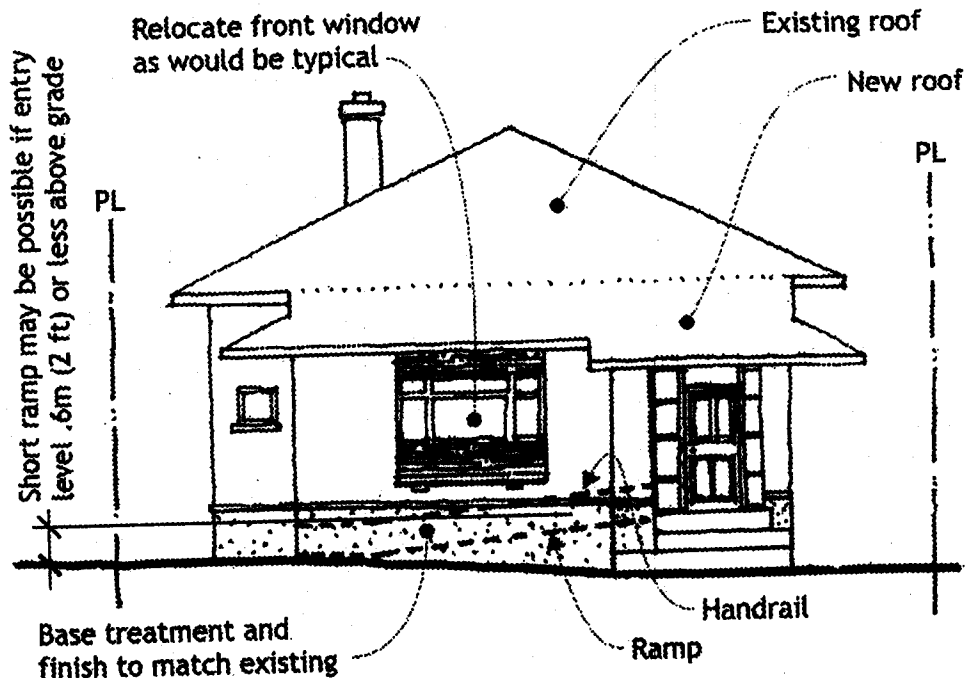 Relocate front window
as would be typical
Existing roof
New roof
PL
PL
Short ramp may be possible if entry
level .6m (2 ft) or less above grade
Handrail
Ramp
Base treatment and
finish to match existing